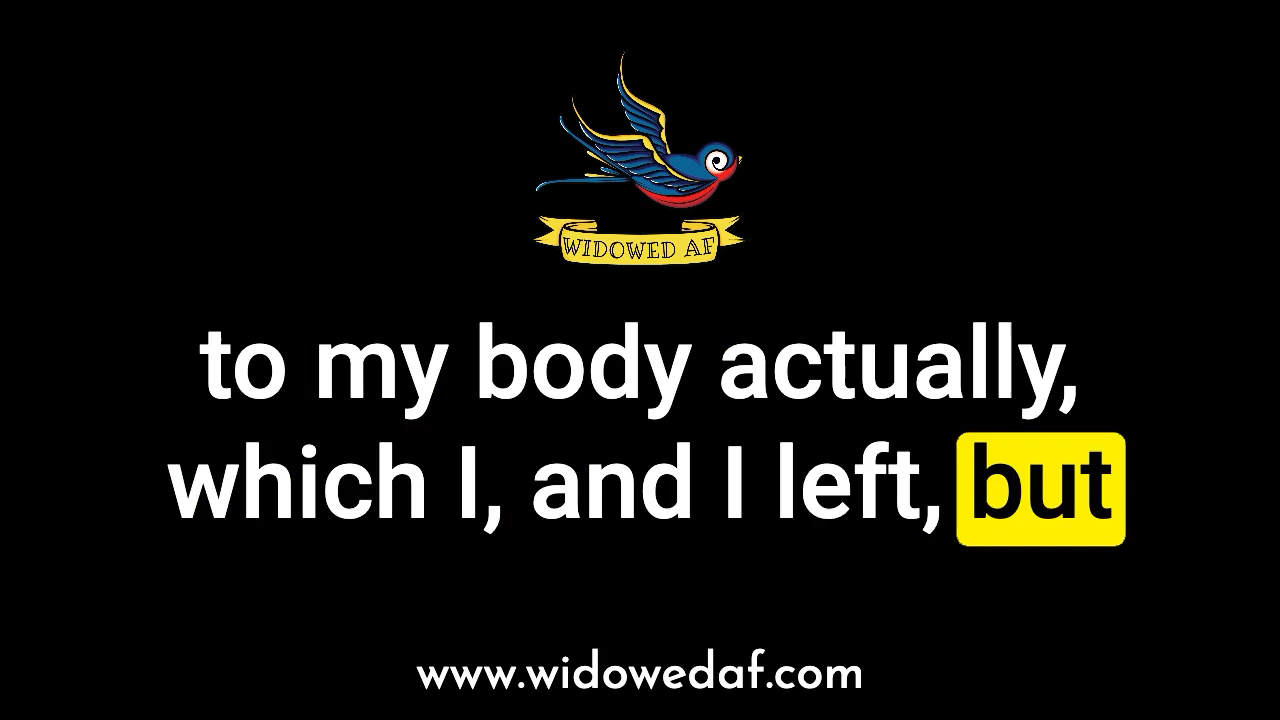 WIDOWED AF
to my body actually,
which I, and I left, but
www.widowedaf.com